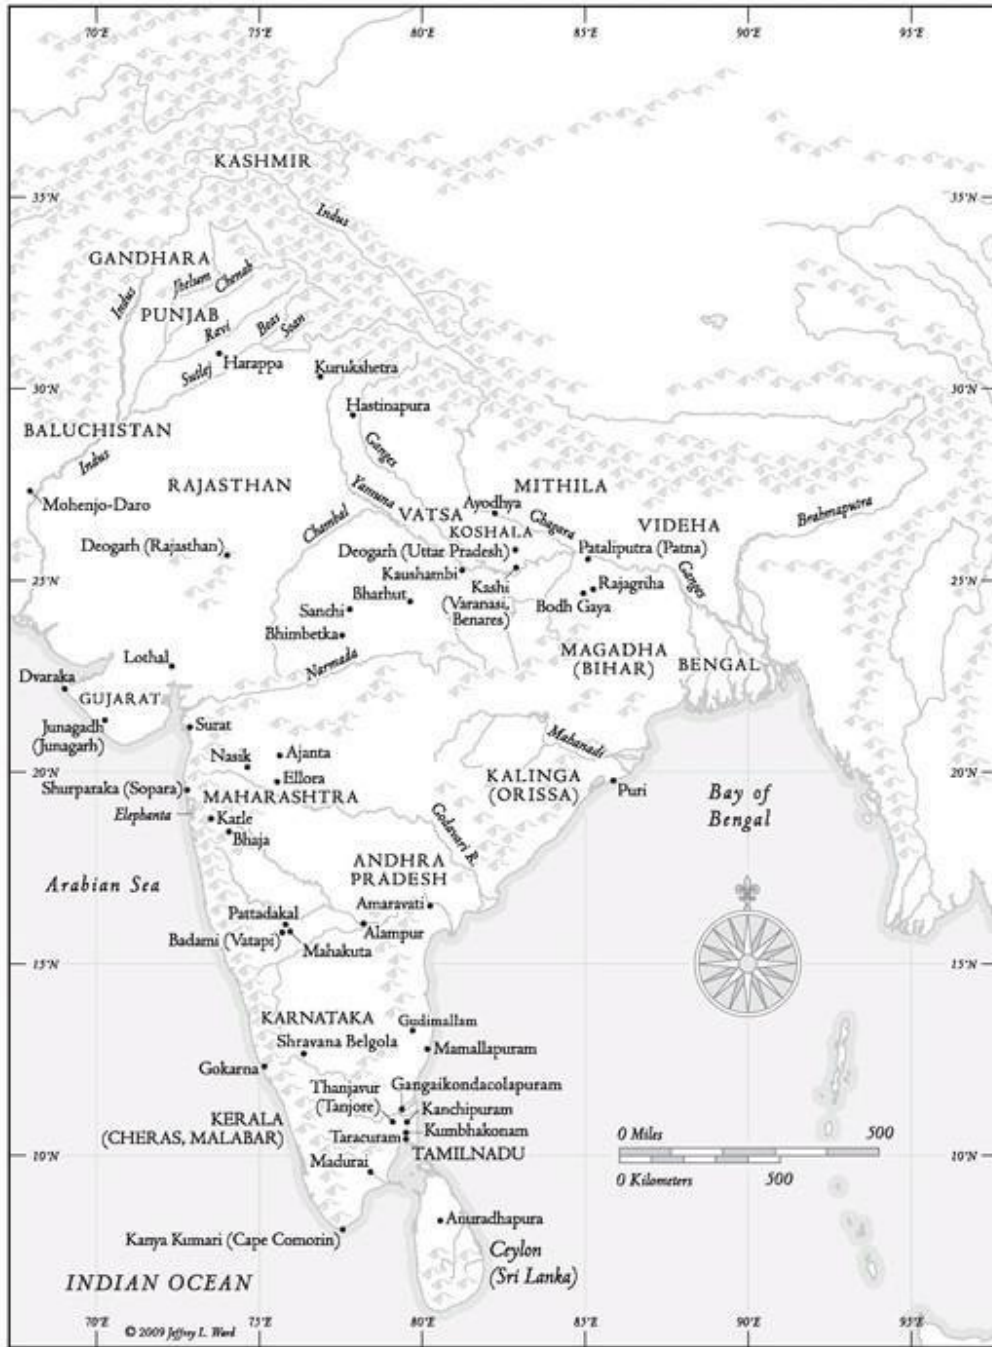 70°E 75°E 80°E 85°E 90°E 95°E
KASHMIR
35°N
35°N
Indus
GANDHARA
Jhelum
Chenab
Indus
PUNJAB
Ravi
Beas
Soan
Harappa
Sutlej
Kurukshetra
30°N
30°N
Hastinapura
BALUCHISTAN
Ganges
Indus
RAJASTHAN
MITHILA
Mohenjo-Daro
Yamuna
Ayodhya
Brahmaputra
Chambal
VATSA
Ghagara
VIDEHA
KOSHALA
Deogarh (Rajasthan)
Deogarh (Uttar Pradesh)
Pataliputra (Patna)
25°N
25°N
Kaushambi
Kashi
(Varanasi,
Benares)
Rajagriha
Ganges
Bharhut
Bodh Gaya
Sanchi
Bhimbetka
MAGADHA
(BIHAR)
BENGAL
Lothal
Narmada
Dvaraka
GUJARAT
Junagadh
(Junagarh)
Surat
Mahanadi
Nasik
Ajanta
20°N
20°N
Ellora
KALINGA
(ORISSA)
Puri
Shurparaka (Sopara)
MAHARASHTRA
Bay of
Bengal
Elephanta
Karle
Bhaja
Godavari R.
ANDHRA
PRADESH
Arabian Sea
Amaravati
Pattadakal
Alampur
Badami (Vatapi)
Mahakuta
15°N
15°N
KARNATAKA
Gudimallam
Shravana Belgola
Mamallapuram
Gokarna
Thanjavur
(Tanjore)
Gangaikondacolapuram
Kanchipuram
KERALA
(CHERAS, MALABAR)
Kumbhakonam
Taracuram
TAMILNADU
0 Miles 500
0 Kilometers 500
10°N
10°N
Madurai
Anuradhapura
Kanya Kumari (Cape Comorin)
Ceylon
(Sri Lanka)
INDIAN OCEAN
70°E 75°E 80°E 85°E 90°E 95°E
© 2009 Jeffrey L. Ward